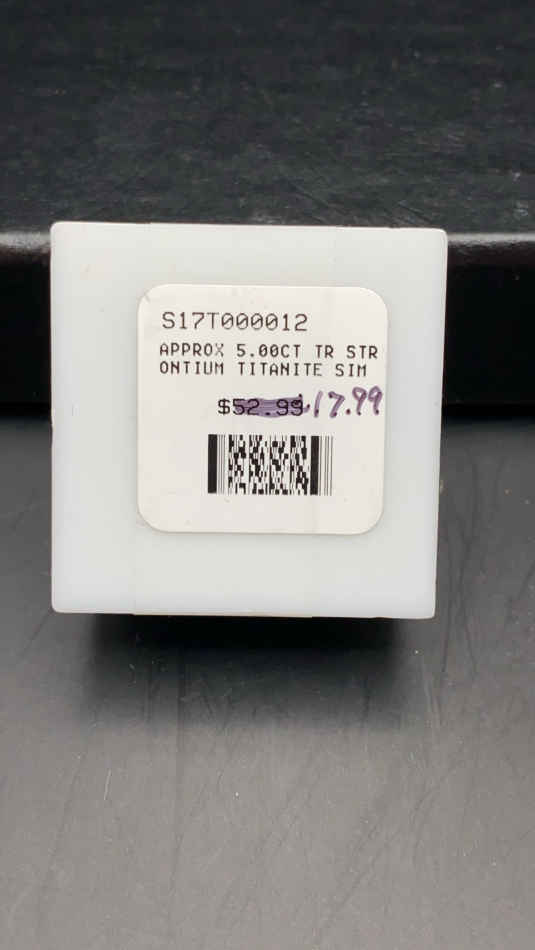 S17T000012
APPROX 5.00CT TR STR
ONTIUM TITANITE SIM
$52.99 17.99